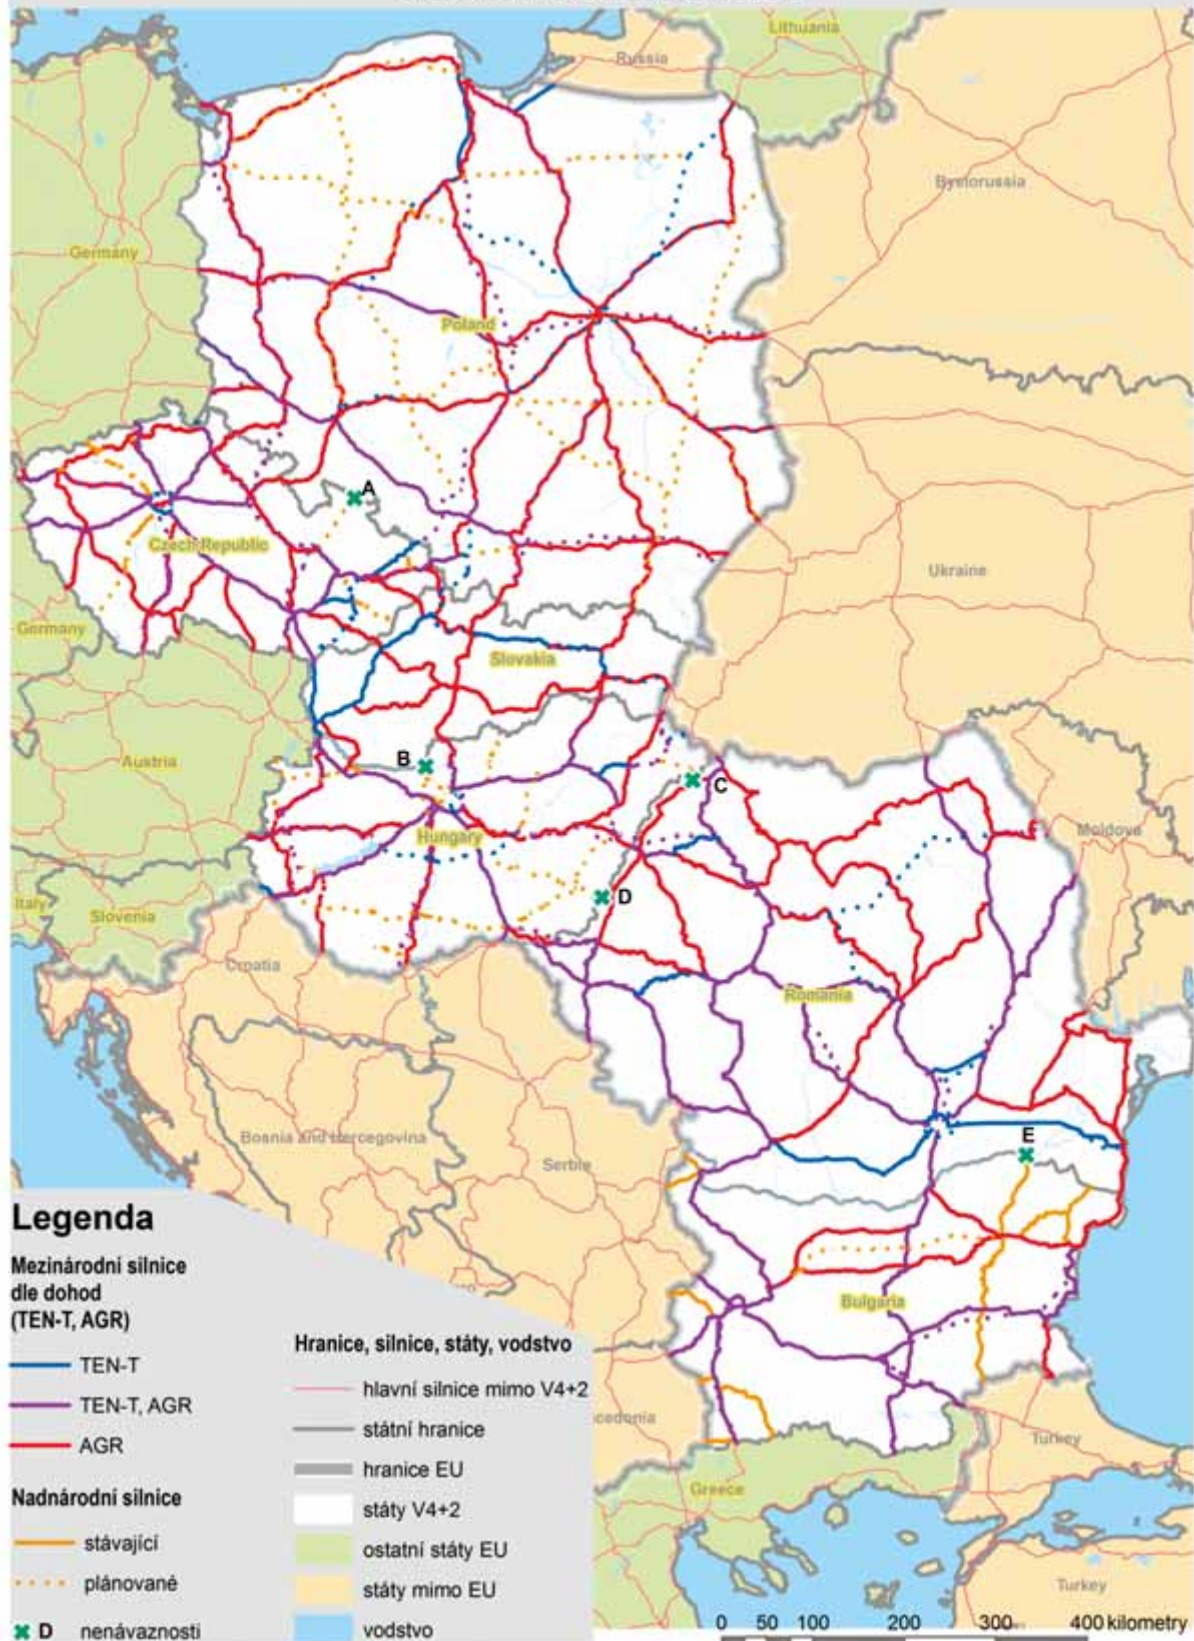 Lithuania
Russia
Byelorussia
Germany
Poland
A
Czech Republic
Ukraine
Germany
Slovakia
Austria
B
C
Hungary
Moldova
D
Italy
Slovenia
Croatia
Romania
Bosnia and Hercegovina
E
Serbia
Bulgaria
Turkey
Greece
Turkey
Legenda
Mezinárodní silnice
dle dohod
(TEN-T, AGR)
TEN-T
TEN-T, AGR
AGR
Nadnárodní silnice
stávající
plánované
D nenávaznosti
Hranice, silnice, státy, vodstvo
hlavní silnice mimo V4+2
státní hranice
hranice EU
státy V4+2
ostatní státy EU
státy mimo EU
vodstvo
0 50 100 200 300 400 kilometry